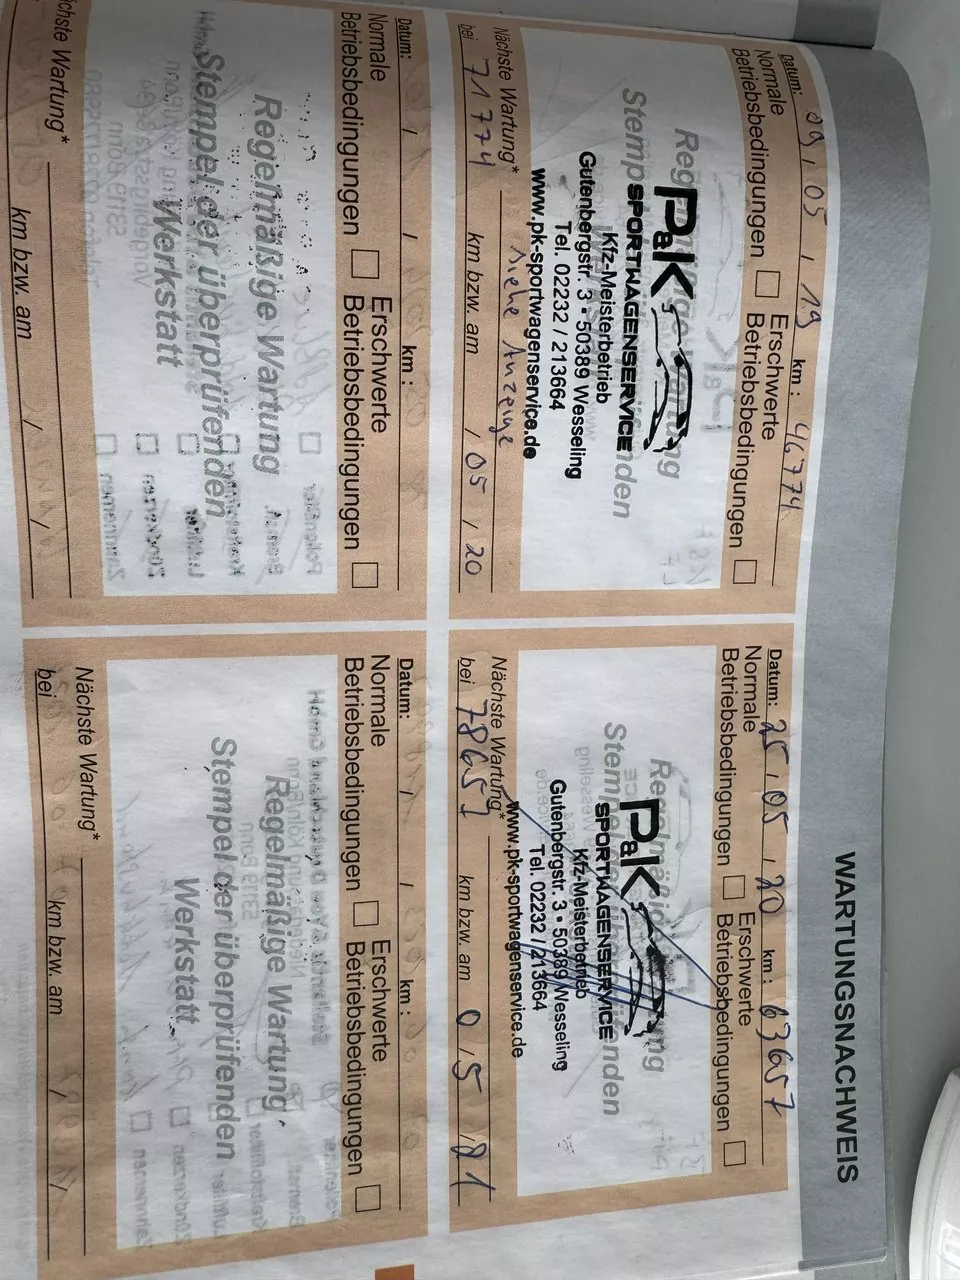 WARTUNGSNACHWEIS
Datum: 09 , 05 , 19 km : 46774
Normale
Betriebsbedingungen
Erschwerte
Betriebsbedingungen
PaK
SPORTWAGENSERVICE
Kfz-Meisterbetrieb
Gutenbergstr. 3 • 50389 Wesseling
Tel. 02232 / 213664
www.pk-sportwagenservice.de
Nächste Wartung* siehe Anzeige
bei 71774 km bzw. am / 05 , 20
Datum: 25 , 05 , 20 km : 63657
Normale
Betriebsbedingungen
Erschwerte
Betriebsbedingungen
PaK
SPORTWAGENSERVICE
Kfz-Meisterbetrieb
Gutenbergstr. 3 • 50389 Wesseling
Tel. 02232 / 213664
www.pk-sportwagenservice.de
Nächste Wartung*
bei 78657 km bzw. am 0 , 5 , 21
Datum: / / km :
Normale
Betriebsbedingungen
Erschwerte
Betriebsbedingungen
Regelmäßige Wartung
Stempel der überprüfenden
Werkstatt
Nächste Wartung*
km bzw. am / /
Datum: / / km :
Normale
Betriebsbedingungen
Erschwerte
Betriebsbedingungen
Regelmäßige Wartung
Stempel der überprüfenden
Werkstatt
Nächste Wartung*
bei km bzw. am / /